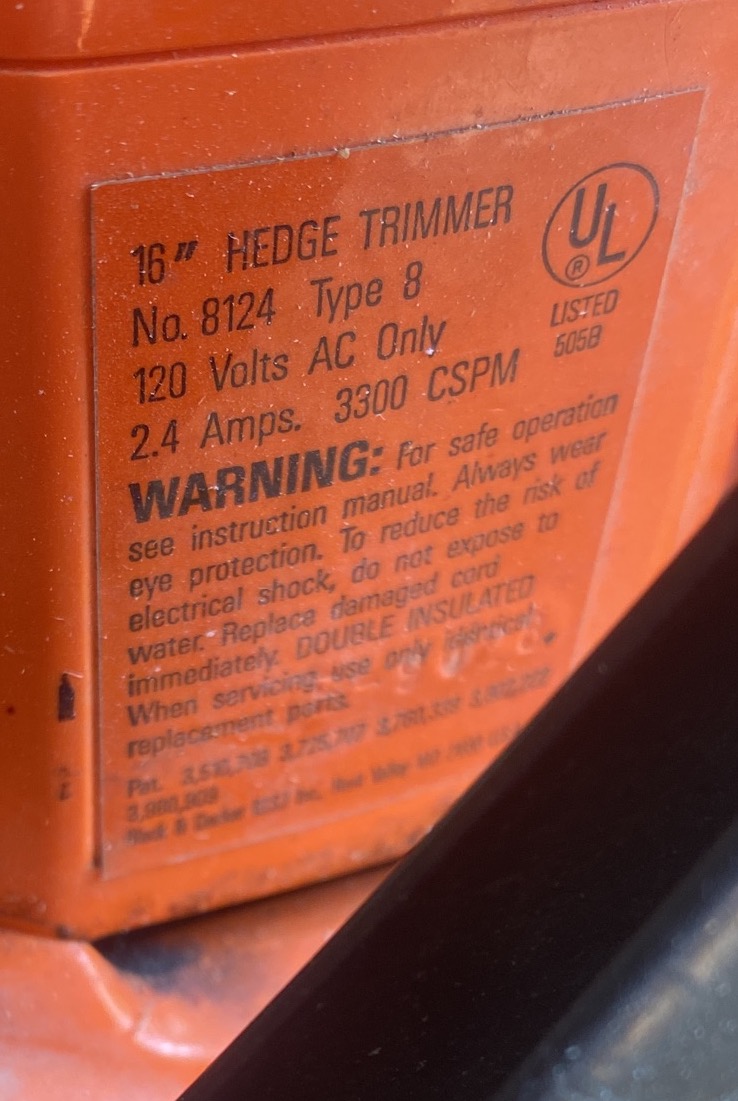 16" HEDGE TRIMMER
No. 8124 Type 8
120 Volts AC Only
2.4 Amps. 3300 CSPM
UL
®
LISTED
505B
WARNING: For safe operation
see instruction manual. Always wear
eye protection. To reduce the risk of
electrical shock, do not expose to
water. Replace damaged cord
immediately. DOUBLE INSULATED
When servicing use only identical
replacement parts.
Pat.